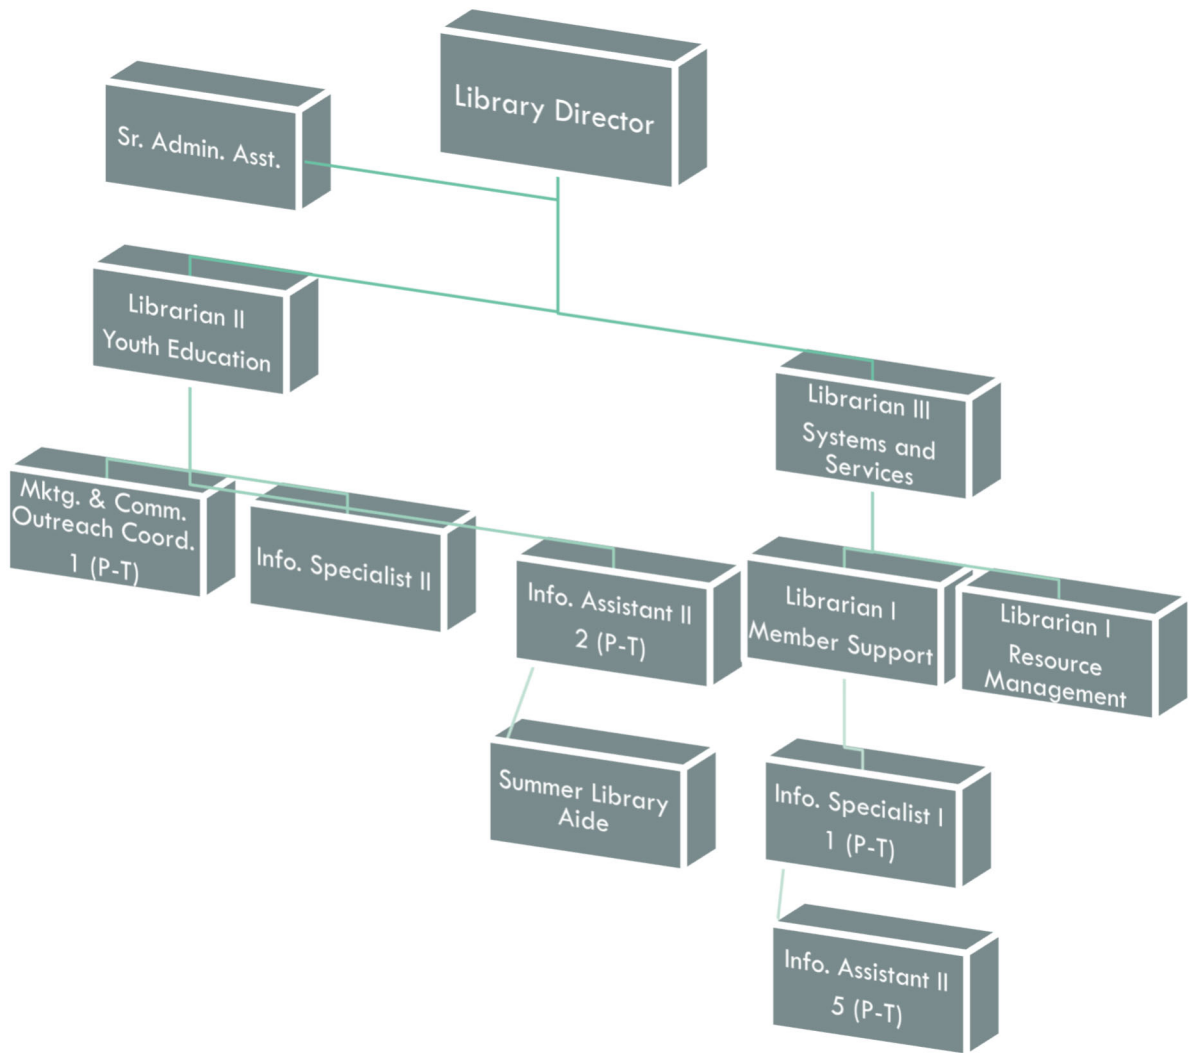 Library Director
Sr. Admin. Asst.
Librarian II
Youth Education
Librarian III
Systems and
Services
Mktg. & Comm.
Outreach Coord.
1 (P-T)
Info. Specialist II
Info. Assistant II
2 (P-T)
Librarian I
Member Support
Librarian I
Resource
Management
Summer Library
Aide
Info. Specialist I
1 (P-T)
Info. Assistant II
5 (P-T)